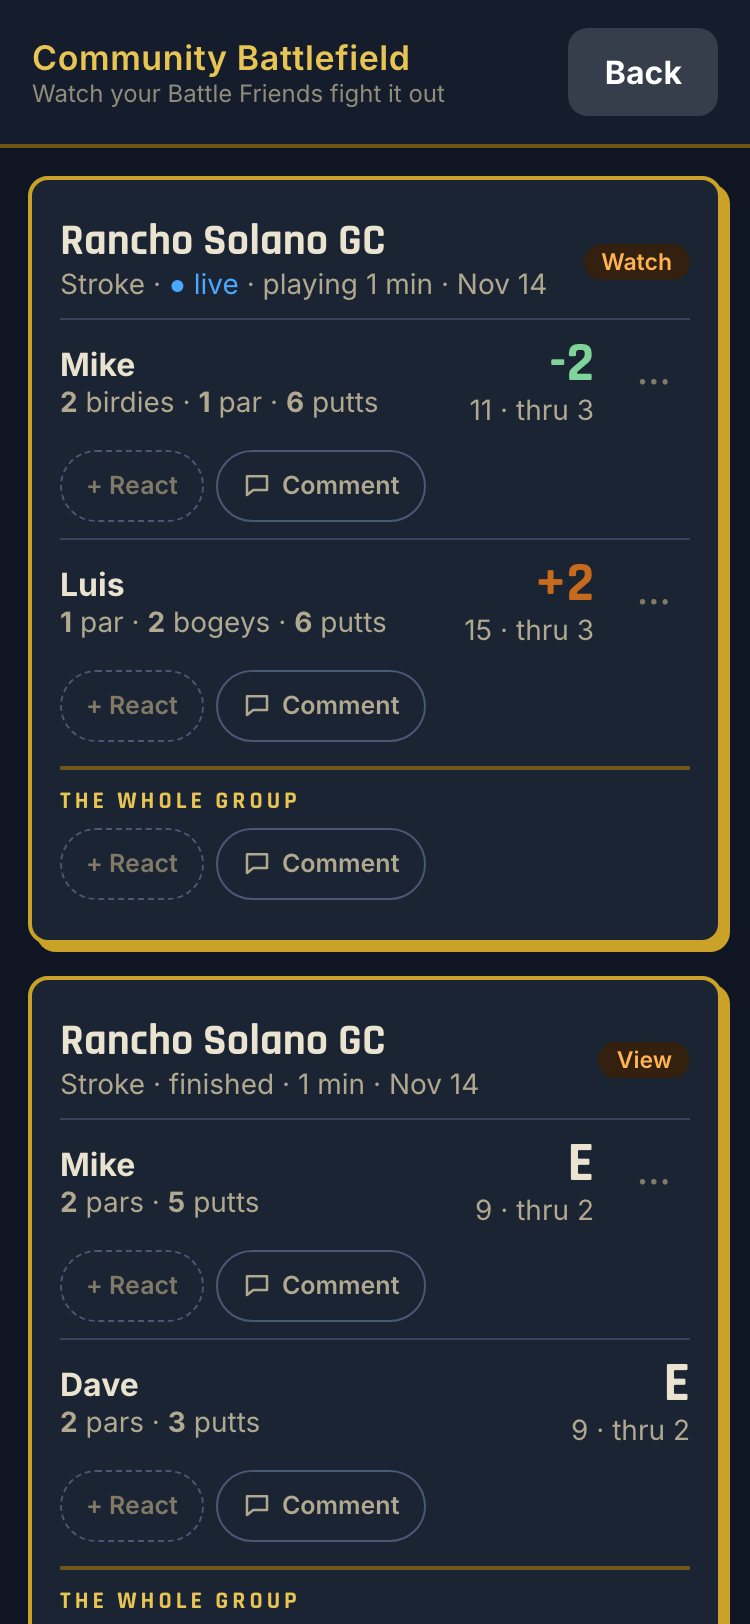 Community Battlefield
Watch your Battle Friends fight it out
Back
Rancho Solano GC
Stroke · • live · playing 1 min · Nov 14
Watch
Mike
-2
2 birdies · 1 par · 6 putts
11 · thru 3
...
+ React
Comment
Luis
+2
1 par · 2 bogeys · 6 putts
15 · thru 3
...
+ React
Comment
THE WHOLE GROUP
+ React
Comment
Rancho Solano GC
Stroke · finished · 1 min · Nov 14
View
Mike
E
2 pars · 5 putts
9 · thru 2
...
+ React
Comment
Dave
E
2 pars · 3 putts
9 · thru 2
+ React
Comment
THE WHOLE GROUP